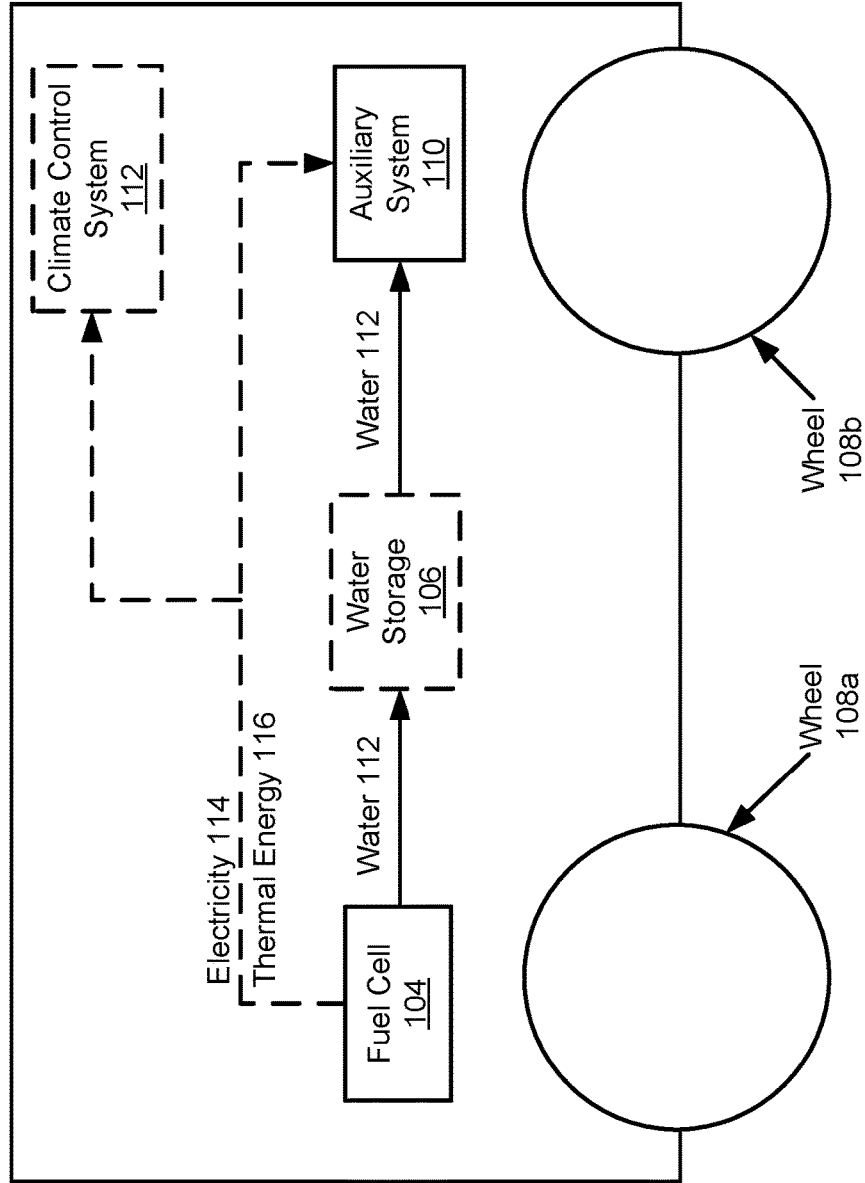 Climate Control
System
112
Electricity 114
Thermal Energy 116
Fuel Cell
104
Water 112
Water
Storage
106
Water 112
Auxiliary
System
110
Wheel
108a
Wheel
108b